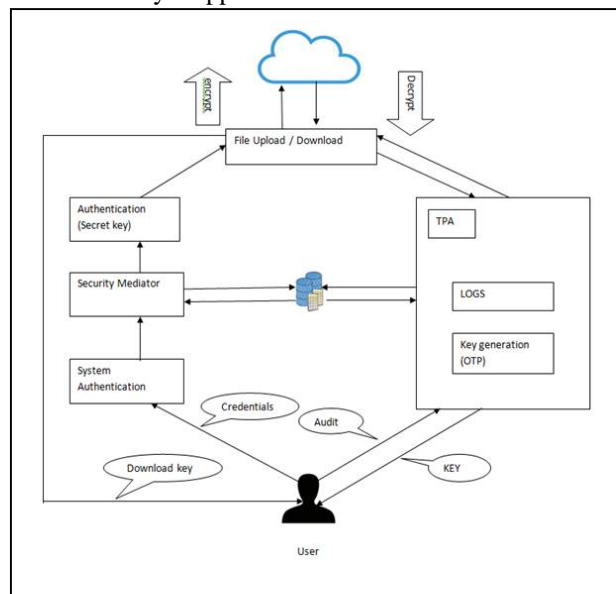 encrypt
Decrypt
File Upload / Download
Authentication
(Secret key)
TPA
Security Mediator
LOGS
Key generation
(OTP)
System
Authentication
Credentials
Audit
Download key
KEY
User